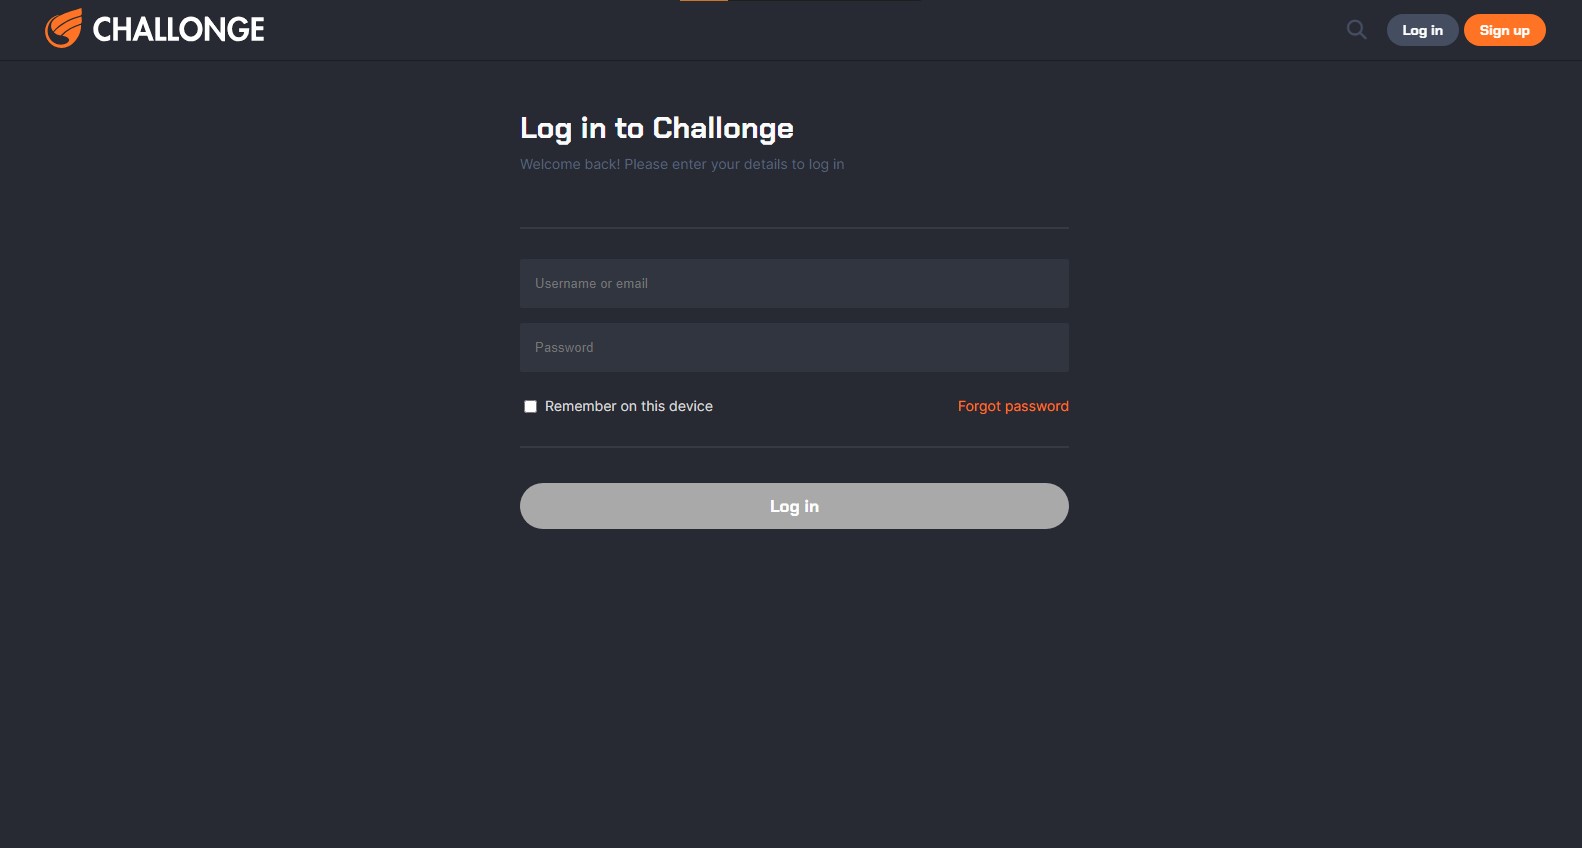 CHALLONGE
Log in
Sign up
Log in to Challonge
Welcome back! Please enter your details to log in
Username or email
Password
Remember on this device
Forgot password
Log in